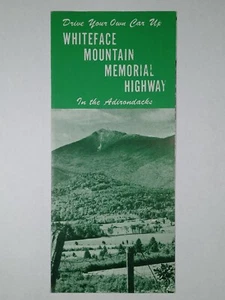 Drive Your Own Car Up
WHITEFACE
MOUNTAIN
MEMORIAL
HIGHWAY
In the Adirondacks